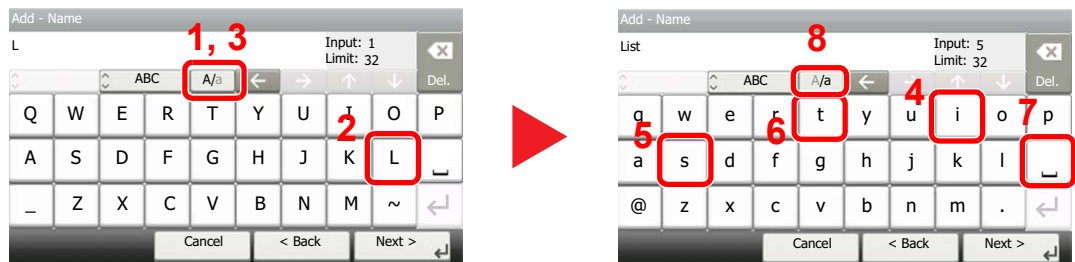 Add - Name
L
Input: 1
Limit: 32
1, 3
ABC
A/a
Del.
Q W E R T Y U I O P
2
A S D F G H J K L
_ Z X C V B N M ~
Cancel
< Back
Next >
Add - Name
List
8
Input: 5
Limit: 32
ABC
A/a
Del.
4
7
q w e r t y u i o p
5
6
a s d f g h j k l
@ z x c v b n m .
Cancel
< Back
Next >